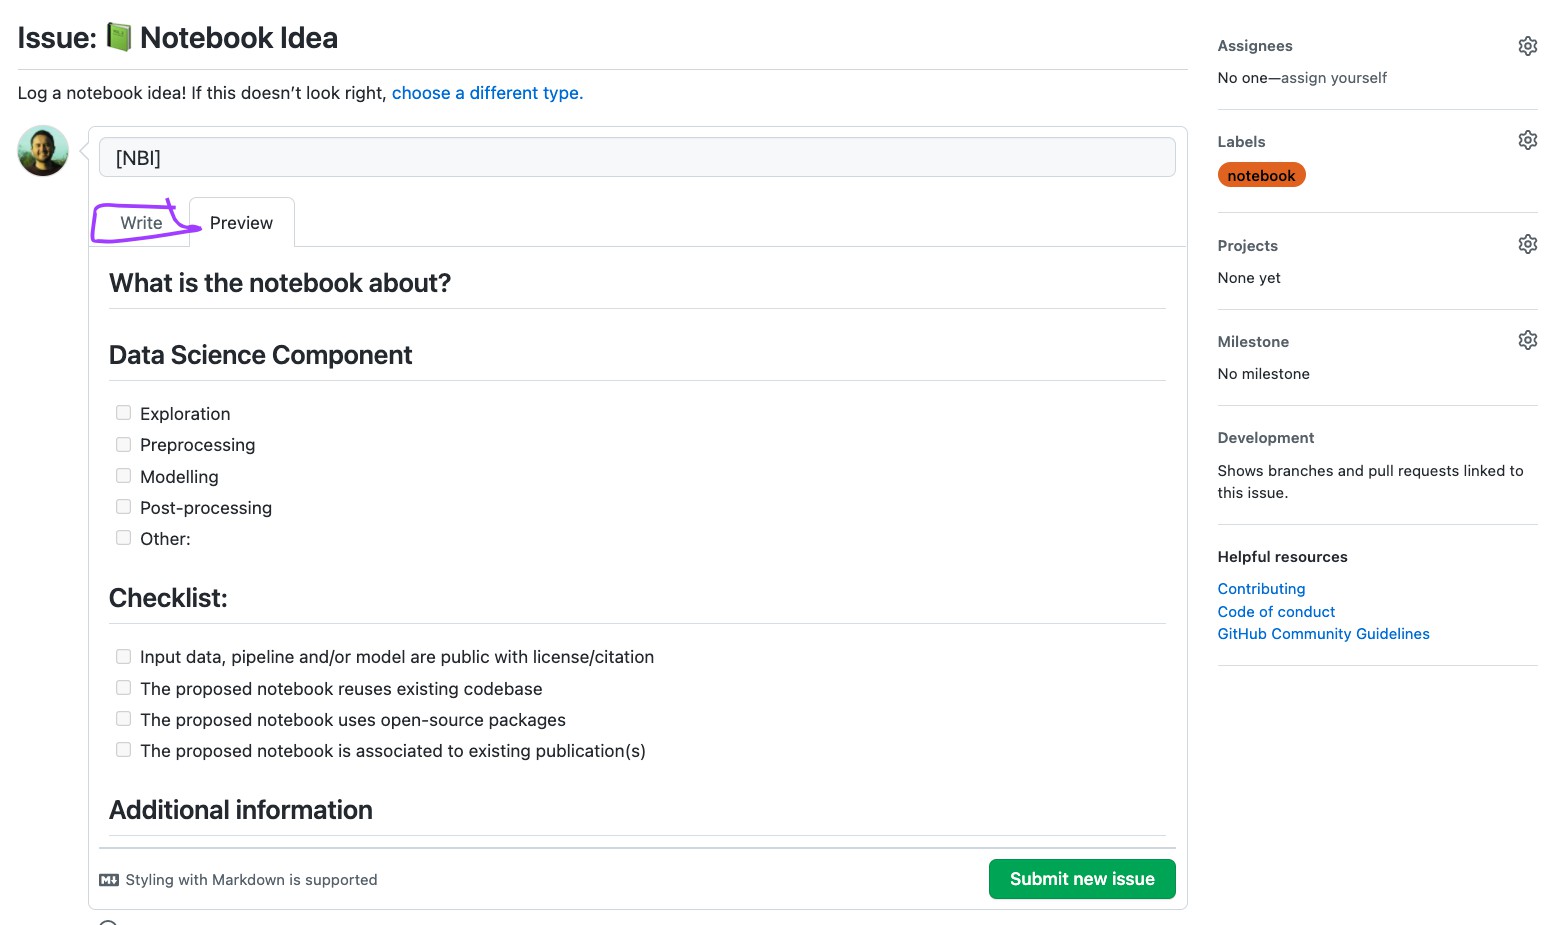 Issue: 📗 Notebook Idea
Log a notebook idea! If this doesn’t look right, choose a different type.
[NBI]
Write Preview
What is the notebook about?
Data Science Component
Exploration
Preprocessing
Modelling
Post-processing
Other:
Checklist:
Input data, pipeline and/or model are public with license/citation
The proposed notebook reuses existing codebase
The proposed notebook uses open-source packages
The proposed notebook is associated to existing publication(s)
Additional information
Styling with Markdown is supported
Submit new issue
Assignees
No one—assign yourself
Labels
notebook
Projects
None yet
Milestone
No milestone
Development
Shows branches and pull requests linked to
this issue.
Helpful resources
Contributing
Code of conduct
GitHub Community Guidelines